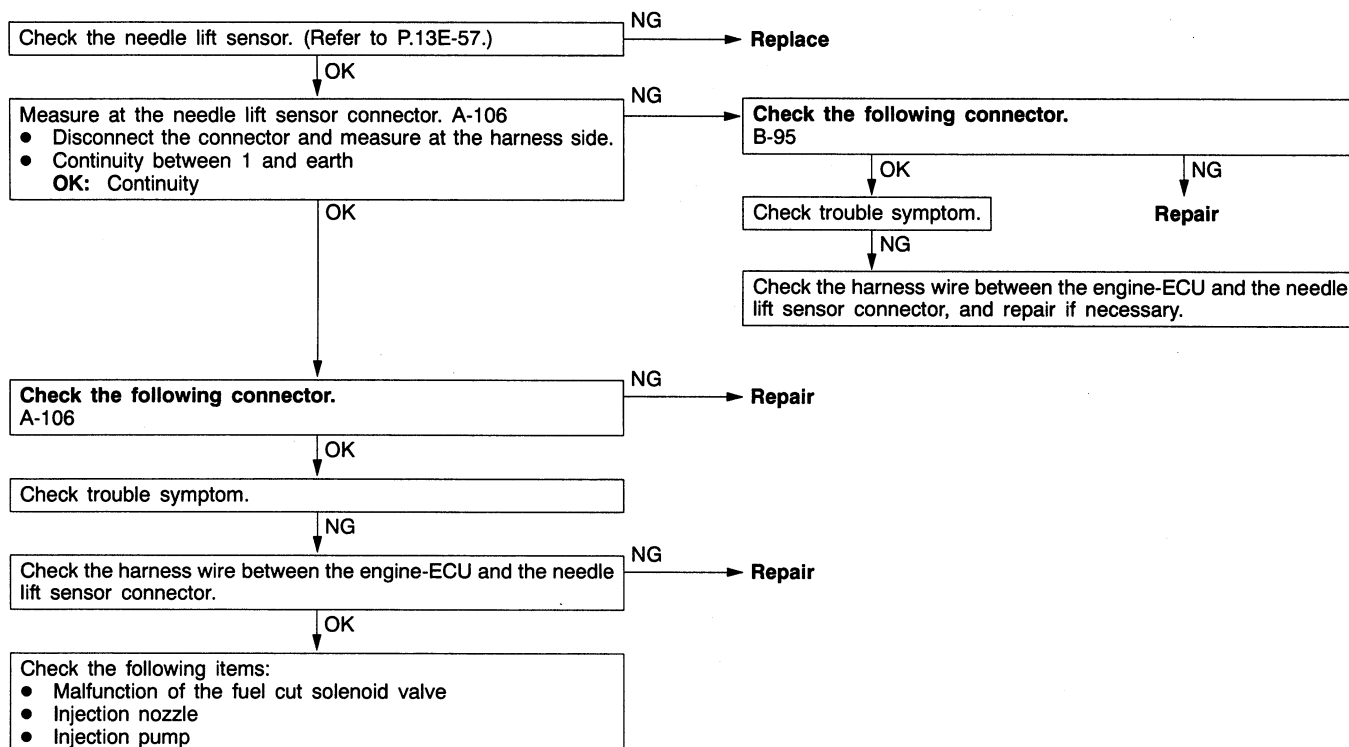 Check the needle lift sensor. (Refer to P.13E-57.)
NG
Replace
OK
Measure at the needle lift sensor connector. A-106
● Disconnect the connector and measure at the harness side.
● Continuity between 1 and earth
OK: Continuity
NG
Check the following connector.
B-95
OK
NG
Check trouble symptom.
Repair
NG
Check the harness wire between the engine-ECU and the needle
lift sensor connector, and repair if necessary.
OK
Check the following connector.
A-106
NG
Repair
OK
Check trouble symptom.
NG
Check the harness wire between the engine-ECU and the needle
lift sensor connector.
NG
Repair
OK
Check the following items:
● Malfunction of the fuel cut solenoid valve
● Injection nozzle
● Injection pump